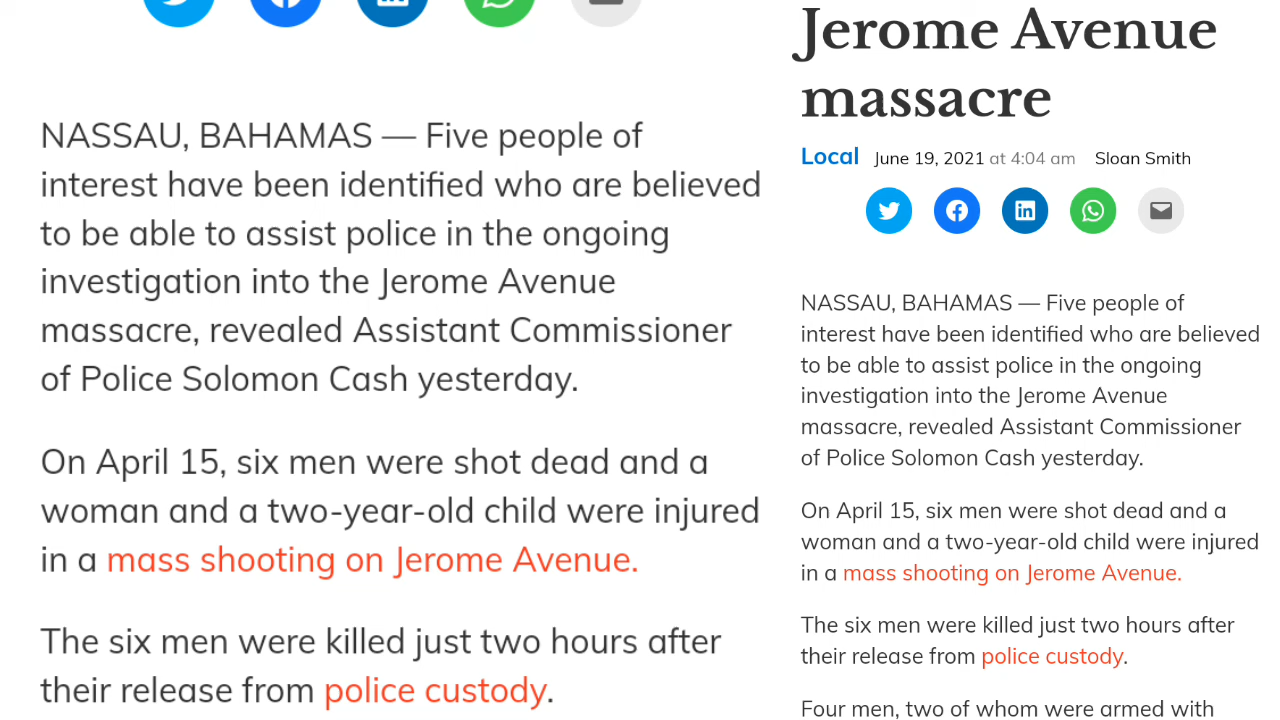 NASSAU, BAHAMAS — Five people of
interest have been identified who are believed
to be able to assist police in the ongoing
investigation into the Jerome Avenue
massacre, revealed Assistant Commissioner
of Police Solomon Cash yesterday.
On April 15, six men were shot dead and a
woman and a two-year-old child were injured
in a mass shooting on Jerome Avenue.
The six men were killed just two hours after
their release from police custody.
Jerome Avenue
massacre
Local June 19, 2021 at 4:04 am Sloan Smith
NASSAU, BAHAMAS — Five people of
interest have been identified who are believed
to be able to assist police in the ongoing
investigation into the Jerome Avenue
massacre, revealed Assistant Commissioner
of Police Solomon Cash yesterday.
On April 15, six men were shot dead and a
woman and a two-year-old child were injured
in a mass shooting on Jerome Avenue.
The six men were killed just two hours after
their release from police custody.
Four men, two of whom were armed with